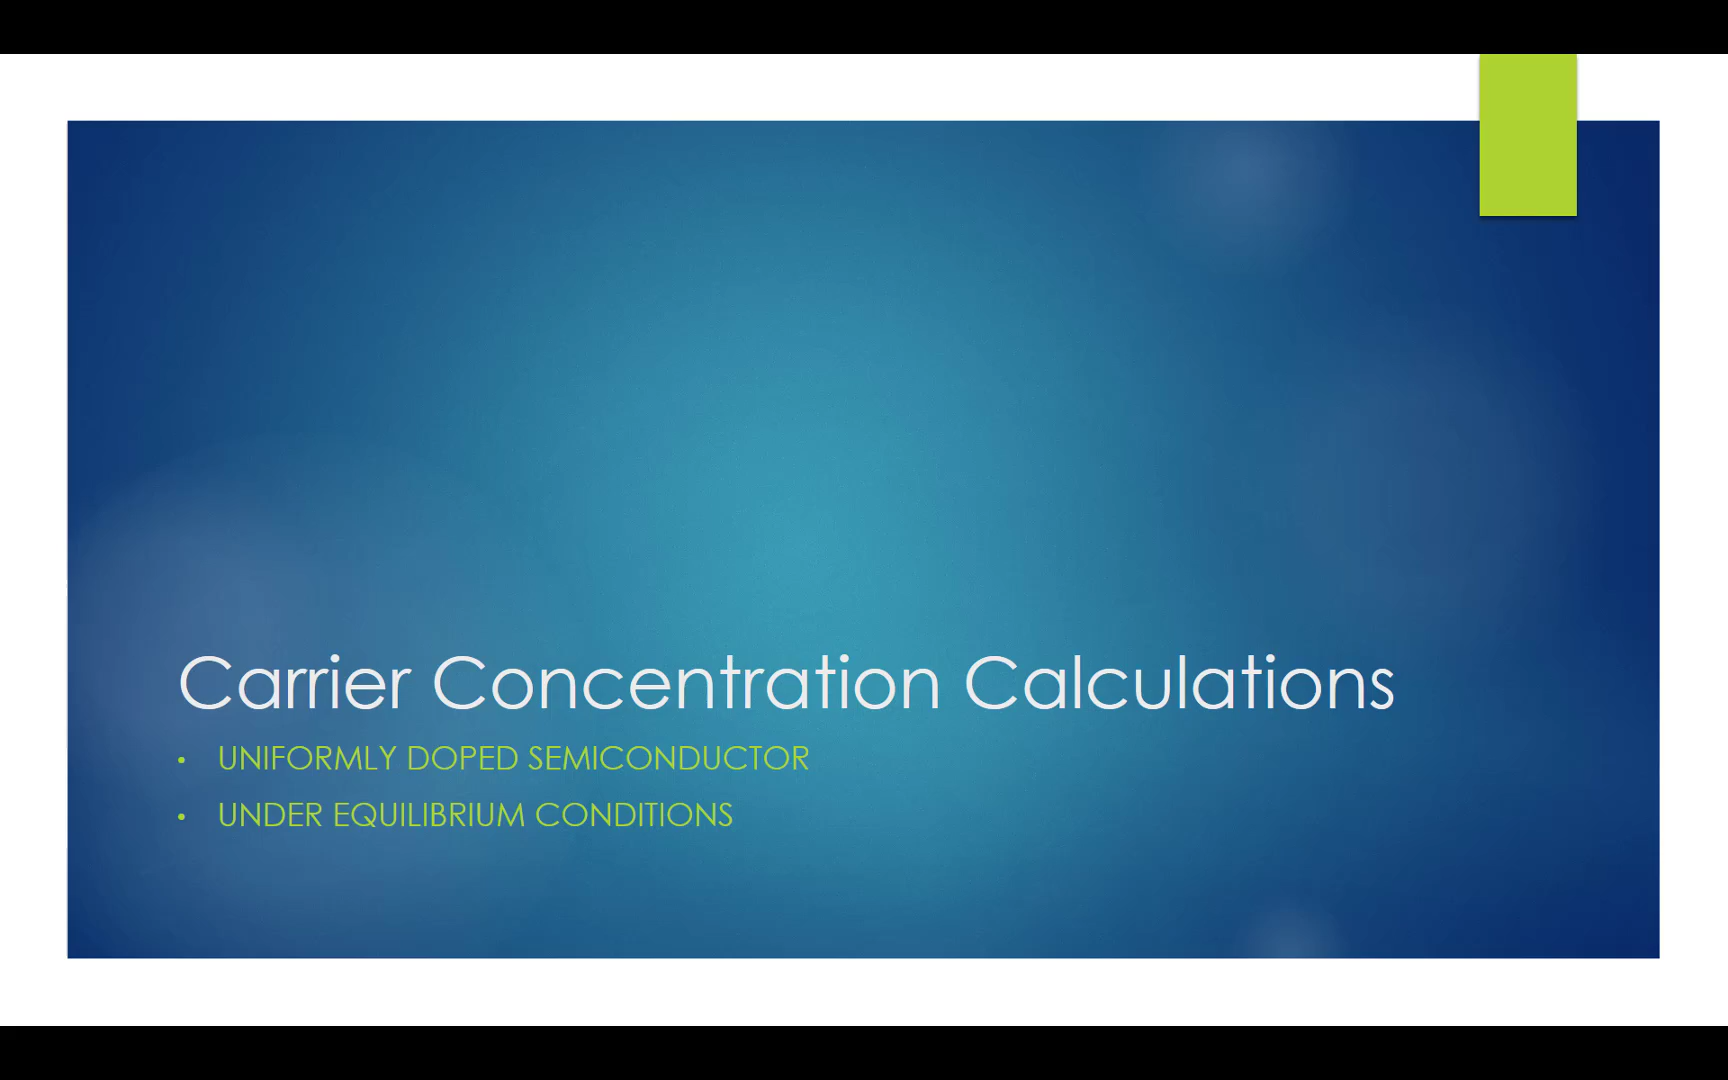 Carrier Concentration Calculations
• UNIFORMLY DOPED SEMICONDUCTOR
• UNDER EQUILIBRIUM CONDITIONS